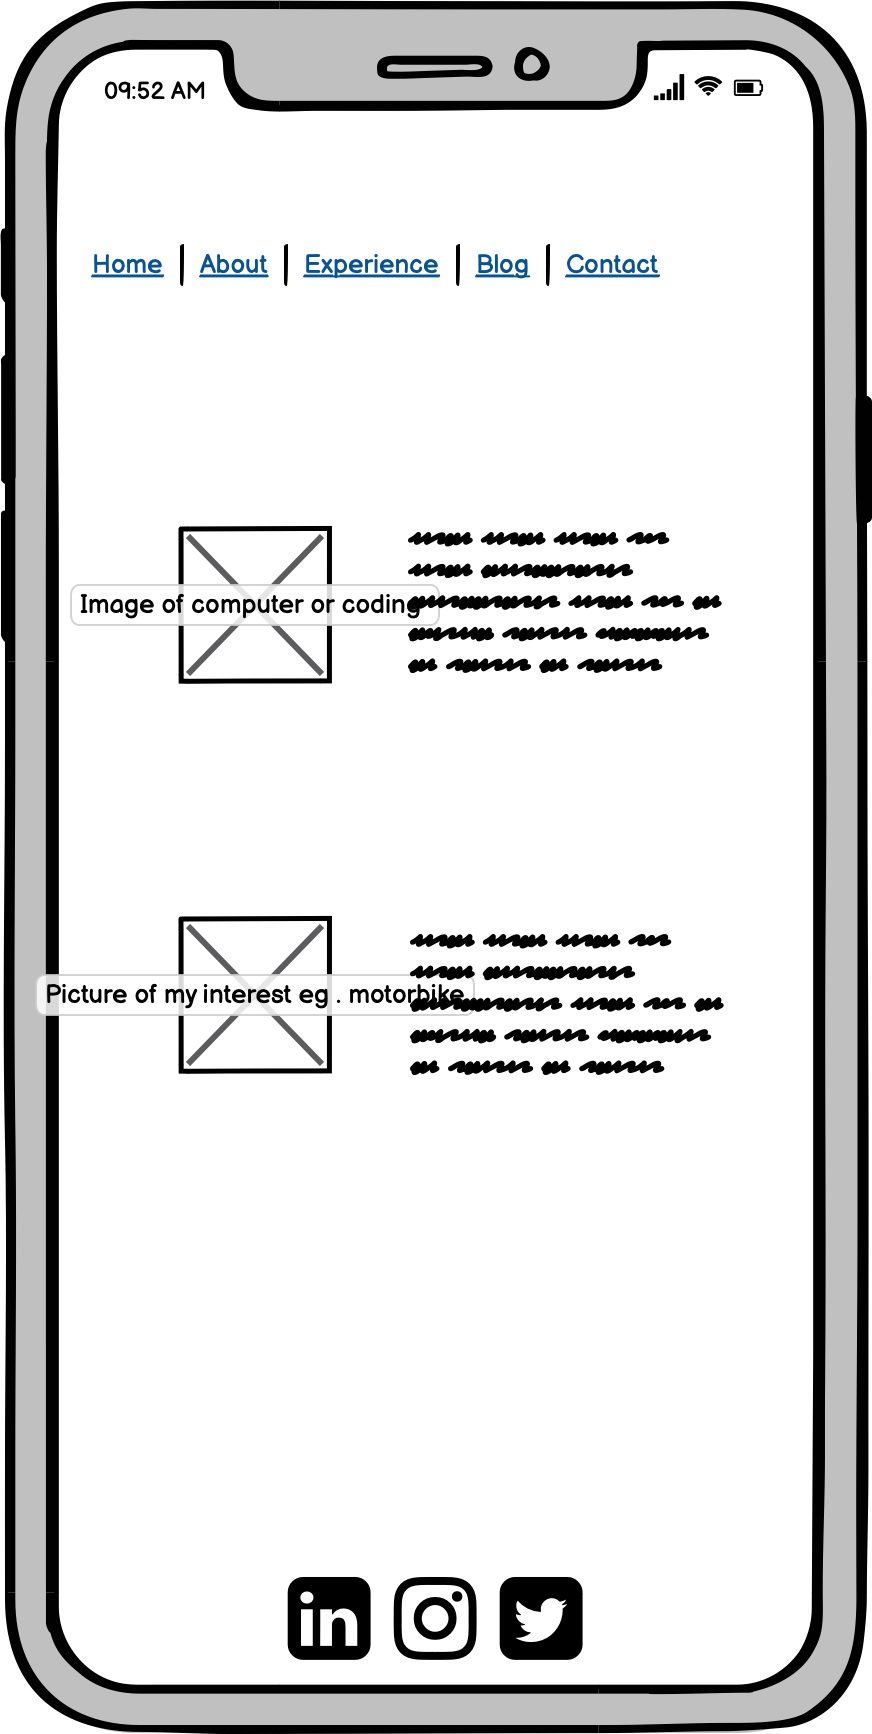 09:52 AM
Home About Experience Blog Contact
Image of computer or coding
Picture of my interest eg . motorbike
in